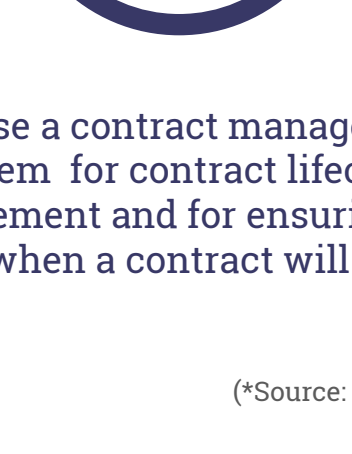 se a contract manag
em for contract lifec
ement and for ensuri
when a contract will
(*Source: